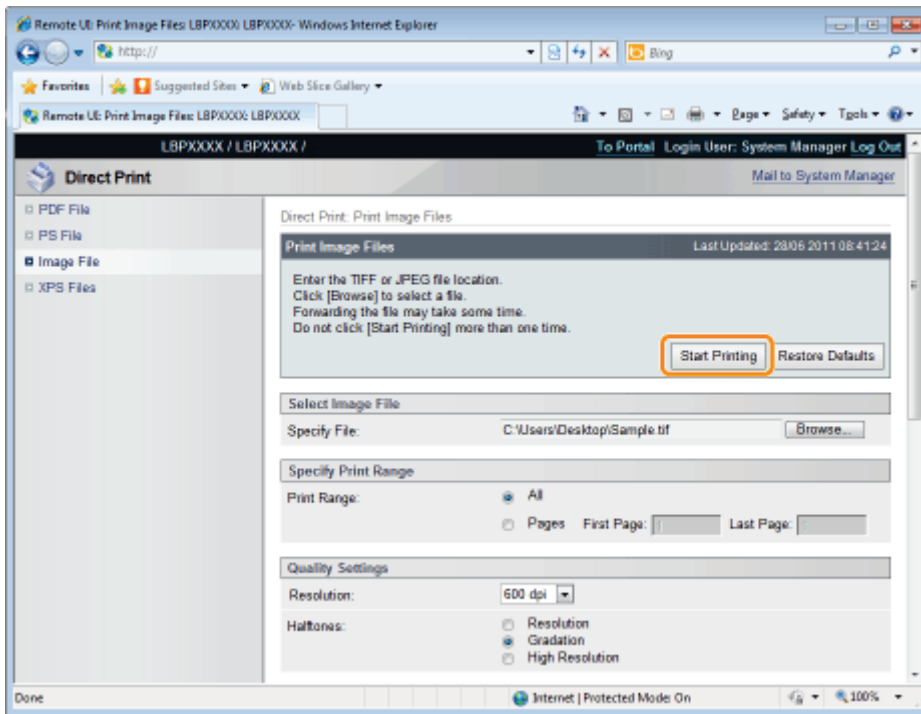 Remote UI: Print Image Files: LBPXXXX: LBPXXXX- Windows Internet Explorer
http://
Bing
Favorites Suggested Sites Web Slice Gallery
Remote UI: Print Image Files: LBPXXXX: LBPXXXX Page Safety Tools
LBPXXXX / LBPXXXX / To Portal Login User: System Manager Log Out
Direct Print Mail to System Manager
PDF File
PS File
Image File
XPS Files
Direct Print: Print Image Files
Print Image Files Last Updated: 28/06 2011 08:41:24
Enter the TIFF or JPEG file location.
Click [Browse] to select a file.
Forwarding the file may take some time.
Do not click [Start Printing] more than one time.
Start Printing Restore Defaults
Select Image File
Specify File: C:\Users\Desktop\Sample.tif Browse...
Specify Print Range
Print Range: All
Pages First Page: 1 Last Page:
Quality Settings
Resolution: 600 dpi
Halftones: Resolution
Gradation
High Resolution
Done Internet | Protected Mode: On 100%